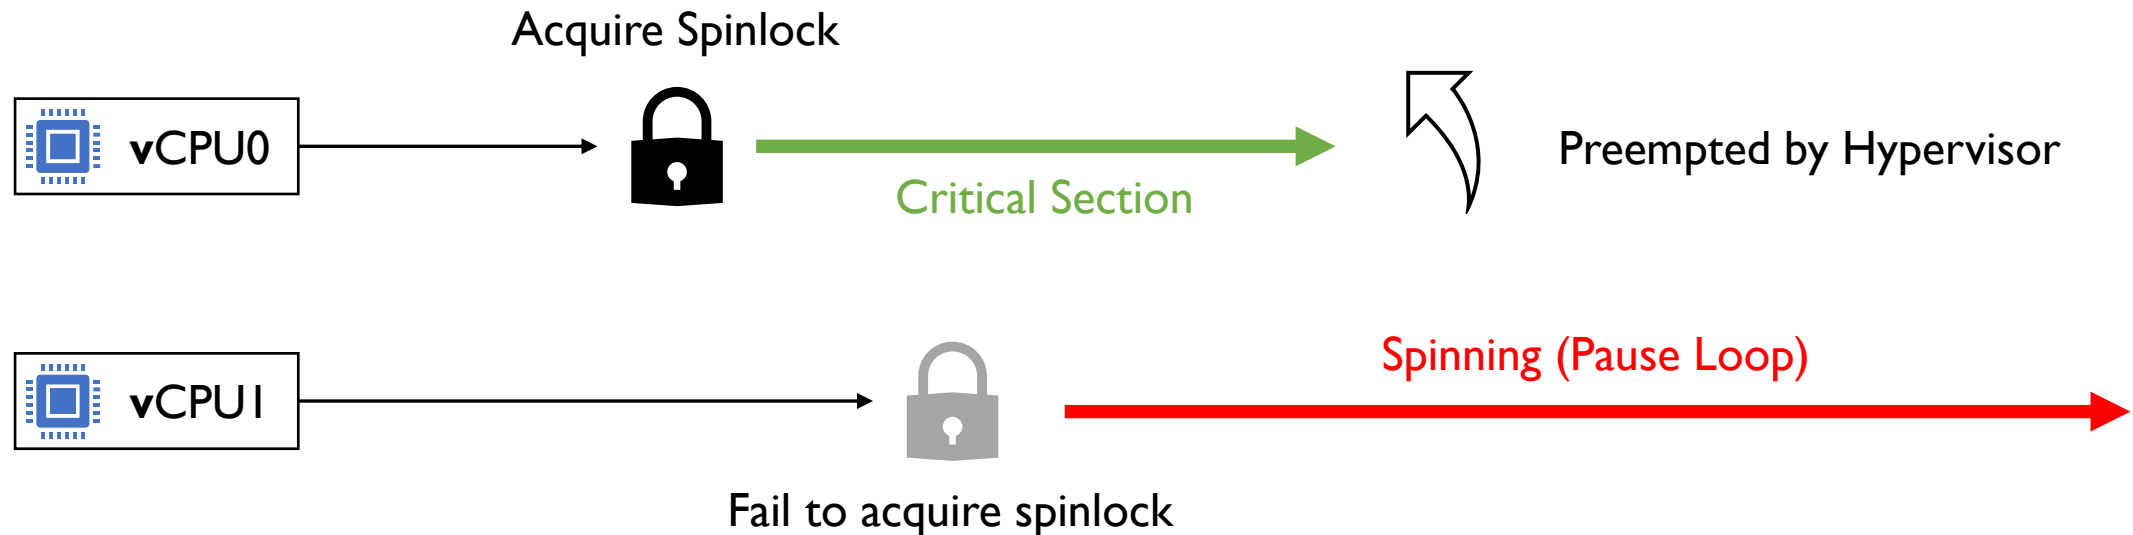 Acquire Spinlock
vCPU0
Critical Section
Preempted by Hypervisor
Spinning (Pause Loop)
vCPU1
Fail to acquire spinlock